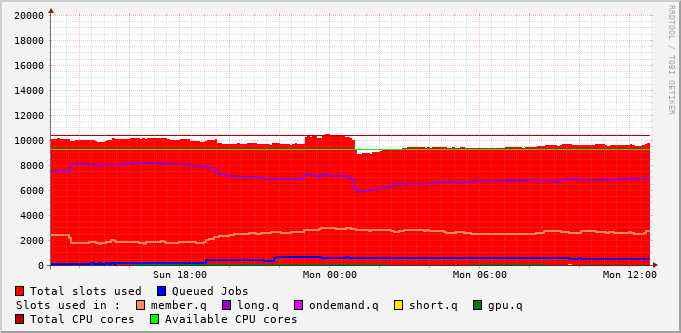 RRDTOOL / TOBI OETIKER
20000
18000
16000
14000
12000
10000
8000
6000
4000
2000
0
Sun 18:00 Mon 00:00 Mon 06:00 Mon 12:00
Total slots used Queued Jobs
Slots used in : member.q long.q ondemand.q short.q gpu.q
Total CPU cores Available CPU cores